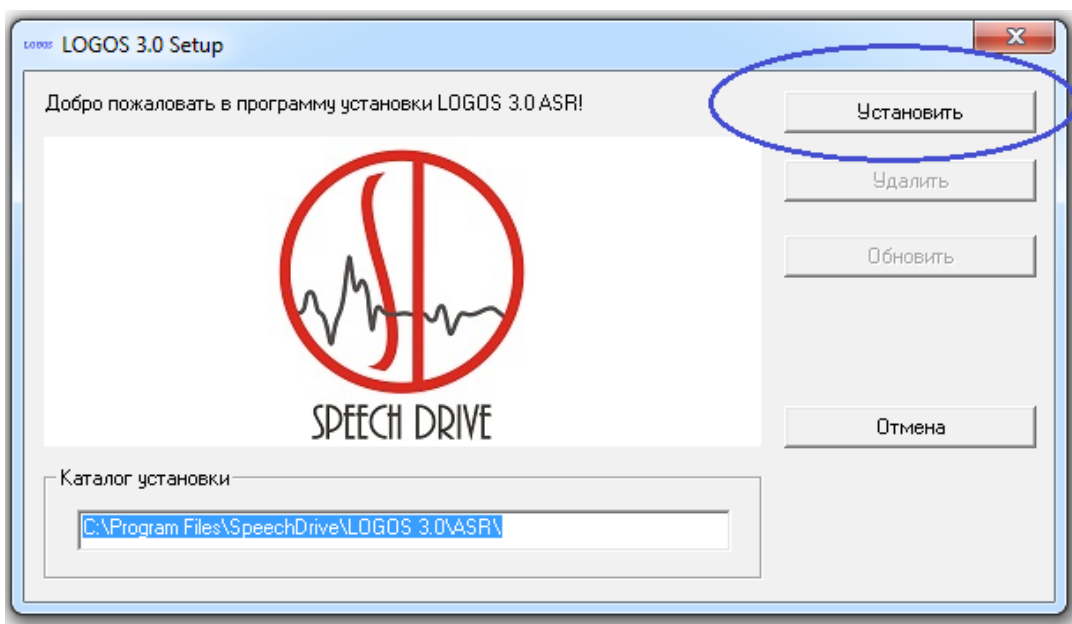 LOGOS LOGOS 3.0 Setup
Добро пожаловать в программу установки LOGOS 3.0 ASR!
Установить
Удалить
Обновить
SPEECH DRIVE
Отмена
Каталог установки
C:\Program Files\SpeechDrive\LOGOS 3.0\ASR\